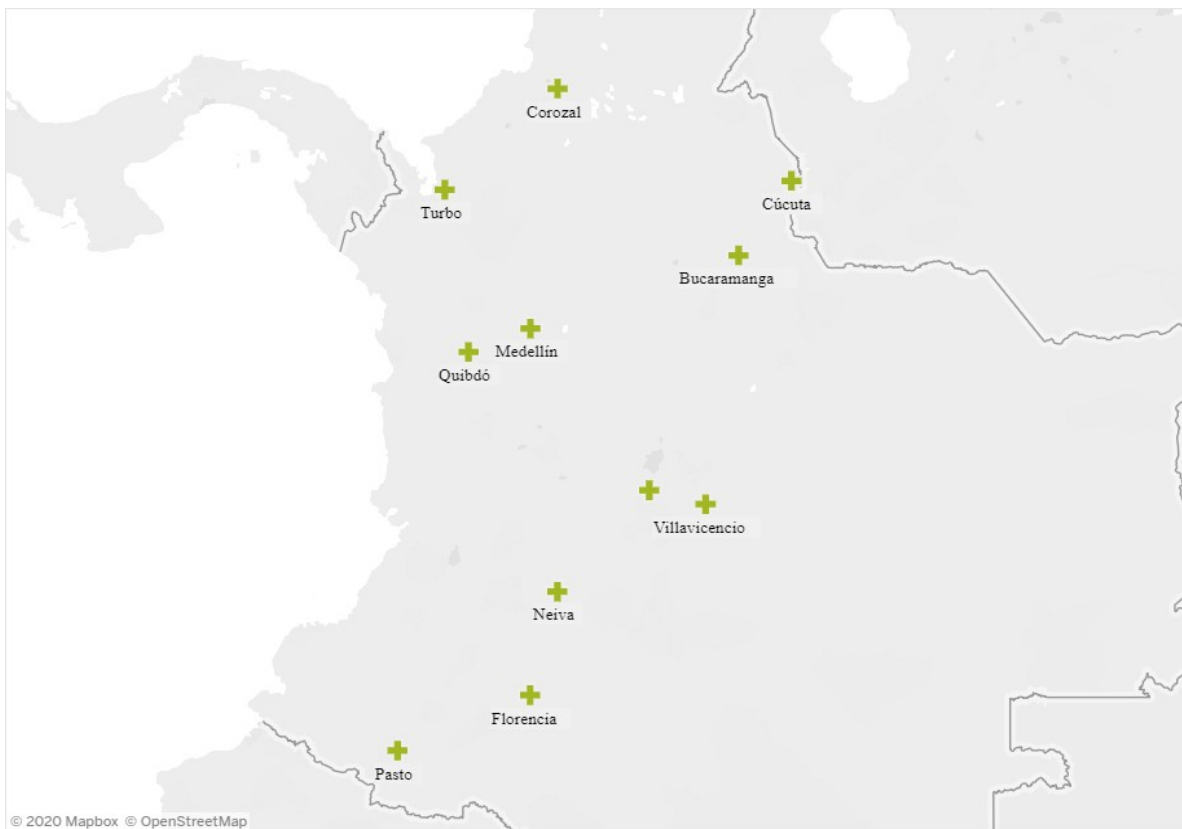 Corozal
Turbo
Cúcuta
Bucaramanga
Medellín
Quibdó
Villavicencio
Neiva
Florencia
Pasto
© 2020 Mapbox © OpenStreetMap